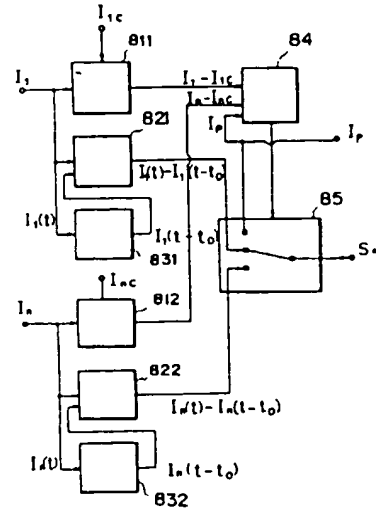 I1c
811
84
I1
I1-I1c
In-Inc
821
Ip
Ip
I(t)-I1(t-t0)
85
I1(t)
I1(t-t0)
831
Inc
In
812
822
In(t)-In(t-t0)
In(t)
In(t-t0)
832